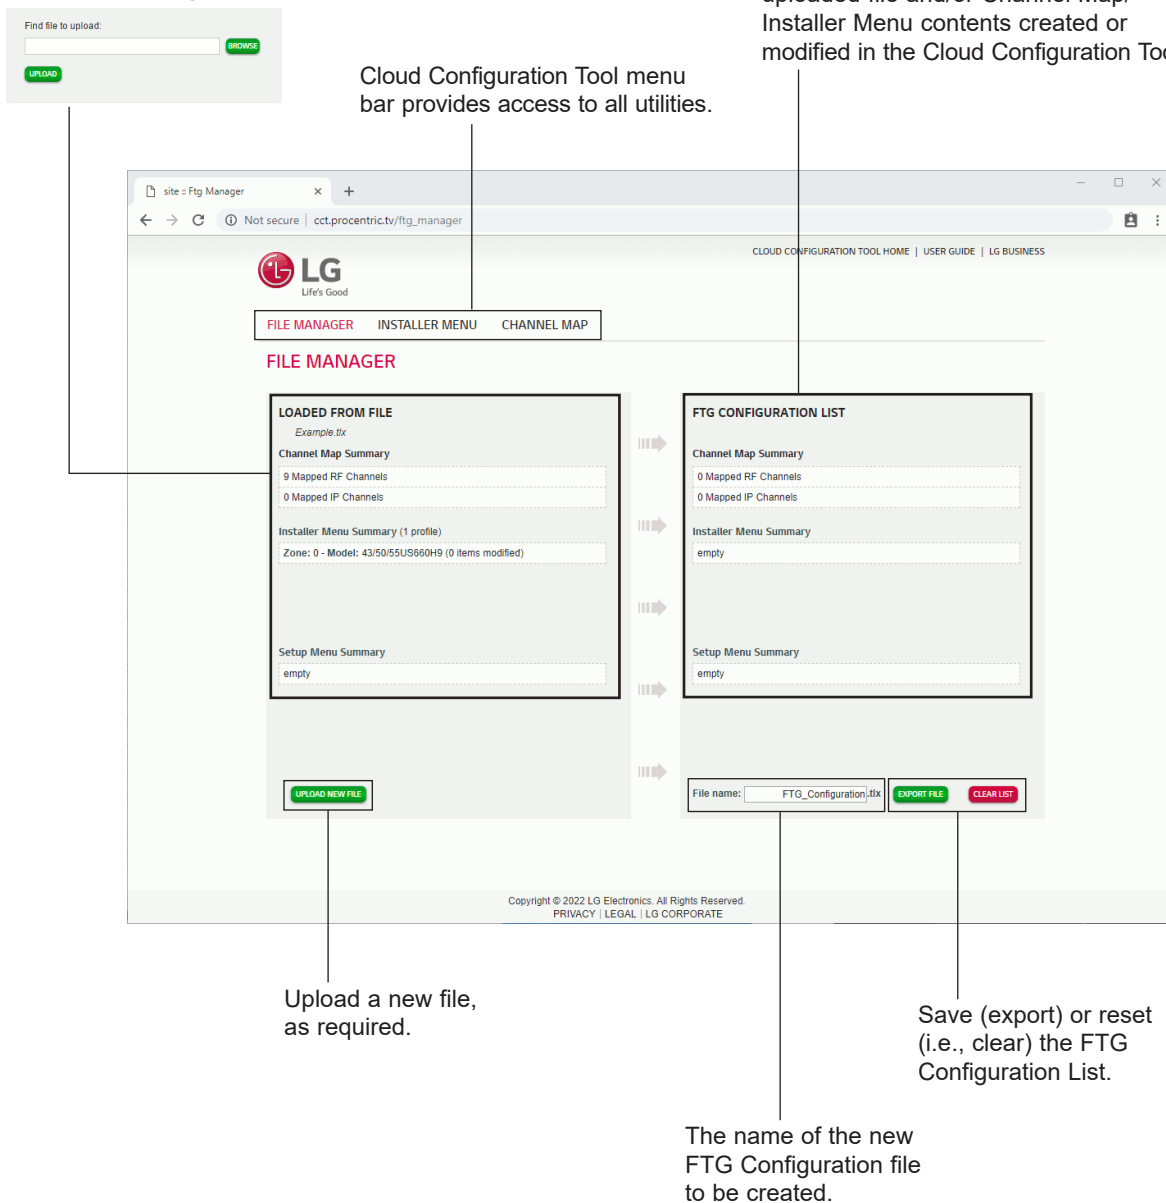 uploaded file and/or Channel Map/
Installer Menu contents created or
modified in the Cloud Configuration
Find file to upload:
BROWSE
UPLOAD
Cloud Configuration Tool menu
bar provides access to all utilities.
site :: Ftg Manager
Not secure | cct.procentric.tv/ftg_manager
CLOUD CONFIGURATION TOOL HOME | USER GUIDE | LG BUSINESS
LG
Life's Good
FILE MANAGER INSTALLER MENU CHANNEL MAP
FILE MANAGER
LOADED FROM FILE
Example.tlx
Channel Map Summary
9 Mapped RF Channels
0 Mapped IP Channels
Installer Menu Summary (1 profile)
Zone: 0 - Model: 43/50/55US660H9 (0 items modified)
Setup Menu Summary
empty
UPLOAD NEW FILE
FTG CONFIGURATION LIST
Channel Map Summary
0 Mapped RF Channels
0 Mapped IP Channels
Installer Menu Summary
empty
Setup Menu Summary
empty
File name: FTG_Configuration .tlx EXPORT FILE CLEAR LIST
Copyright © 2022 LG Electronics. All Rights Reserved.
PRIVACY | LEGAL | LG CORPORATE
Upload a new file,
as required.
Save (export) or reset
(i.e., clear) the FTG
Configuration List.
The name of the new
FTG Configuration file
to be created.